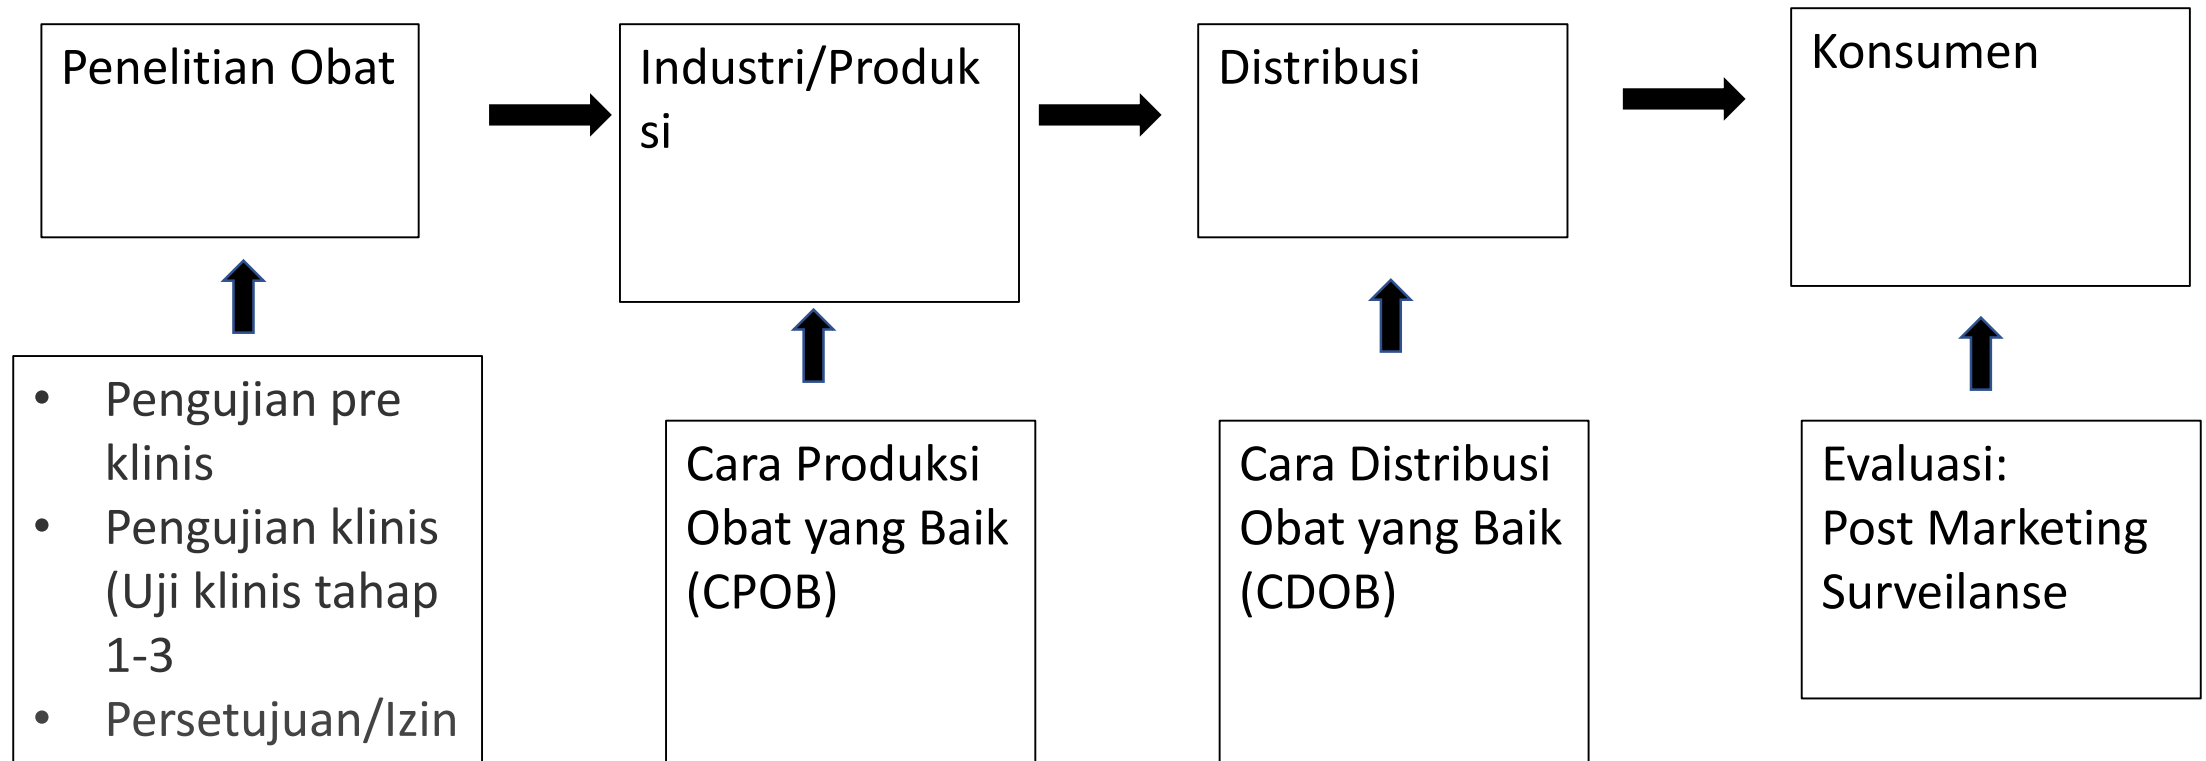 Penelitian Obat
Industri/Produk
si
Distribusi
Konsumen
• Pengujian pre
klinis
• Pengujian klinis
(Uji klinis tahap
1-3
• Persetujuan/Izin
Cara Produksi
Obat yang Baik
(CPOB)
Cara Distribusi
Obat yang Baik
(CDOB)
Evaluasi:
Post Marketing
Surveilanse